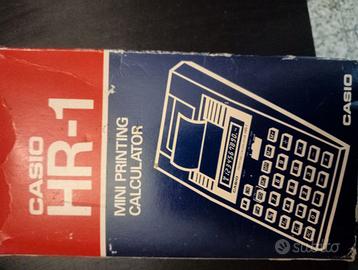 CASIO
HR-1
MINI PRINTING
CALCULATOR
CASIO
subito